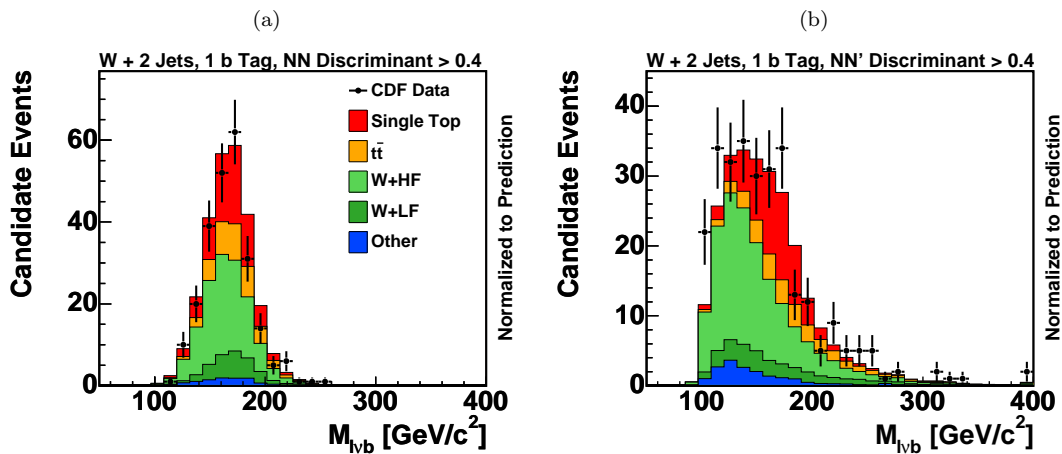 (a)
W + 2 Jets, 1 b Tag, NN Discriminant > 0.4
Candidate Events
60
40
20
0
CDF Data
Single Top
tt̄
W+HF
W+LF
Other
Normalized to Prediction
100 200 300 400
M_lνb [GeV/c²]
(b)
W + 2 Jets, 1 b Tag, NN' Discriminant > 0.4
Candidate Events
40
30
20
10
0
Normalized to Prediction
100 200 300 400
M_lνb [GeV/c²]